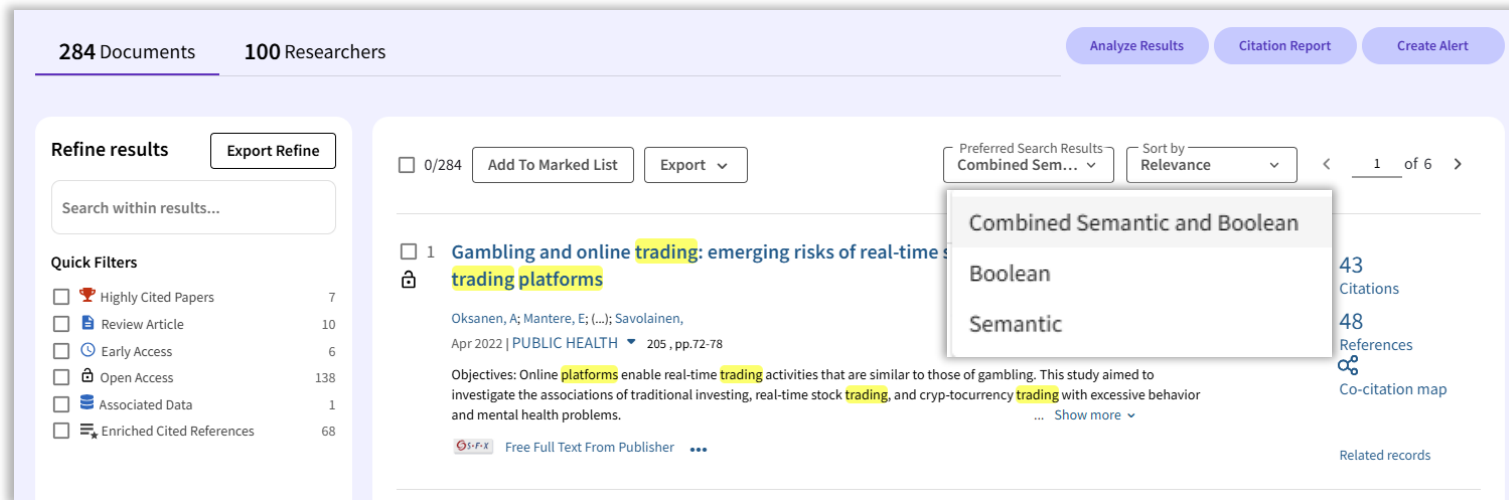 284 Documents 100 Researchers Analyze Results Citation Report Create Alert
Refine results Export Refine
Search within results...
Quick Filters
Highly Cited Papers 7
Review Article 10
Early Access 6
Open Access 138
Associated Data 1
Enriched Cited References 68
0/284 Add To Marked List Export Preferred Search Results Combined Sem... Sort by Relevance 1 of 6
Combined Semantic and Boolean
Boolean
Semantic
1 Gambling and online trading: emerging risks of real-time s
trading platforms
Oksanen, A; Mantere, E; (...); Savolainen,
Apr 2022 | PUBLIC HEALTH 205 , pp.72-78
Objectives: Online platforms enable real-time trading activities that are similar to those of gambling. This study aimed to
investigate the associations of traditional investing, real-time stock trading, and cryp-tocurrency trading with excessive behavior
and mental health problems. ... Show more
S·F·X Free Full Text From Publisher
43
Citations
48
References
Co-citation map
Related records